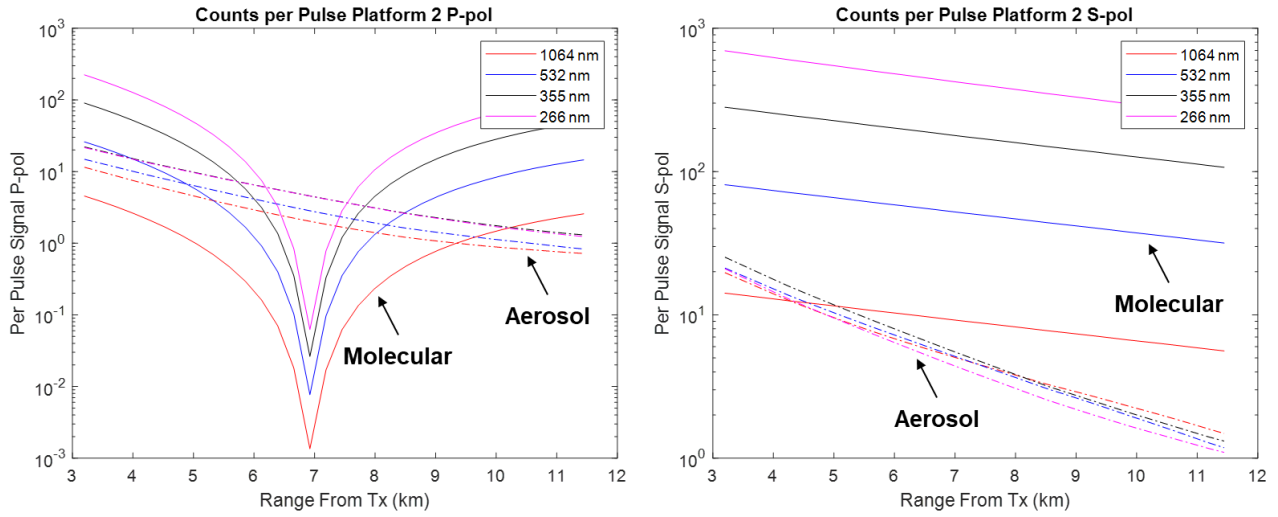 Counts per Pulse Platform 2 P-pol
10^3
10^2
10^1
10^0
10^-1
10^-2
10^-3
Per Pulse Signal P-pol
1064 nm
532 nm
355 nm
266 nm
Aerosol
Molecular
3 4 5 6 7 8 9 10 11 12
Range From Tx (km)
Counts per Pulse Platform 2 S-pol
10^3
10^2
10^1
10^0
Per Pulse Signal S-pol
1064 nm
532 nm
355 nm
266 nm
Molecular
Aerosol
3 4 5 6 7 8 9 10 11 12
Range From Tx (km)